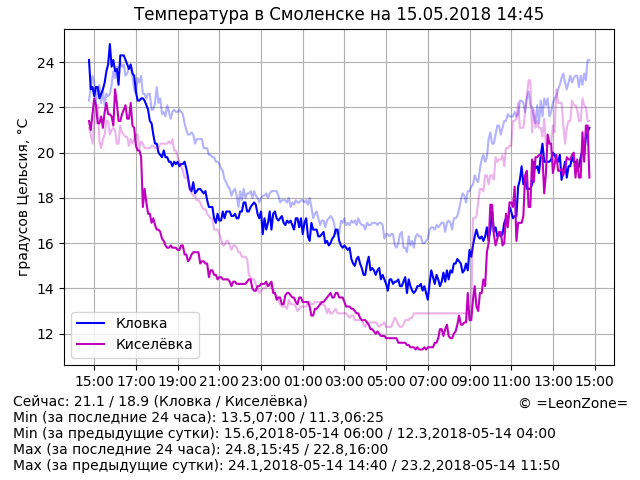 Температура в Смоленске на 15.05.2018 14:45
градусов Цельсия, °C
24
22
20
18
16
14
12
Кловка
Киселёвка
15:00 17:00 19:00 21:00 23:00 01:00 03:00 05:00 07:00 09:00 11:00 13:00 15:00
Сейчас: 21.1 / 18.9 (Кловка / Киселёвка)
© =LeonZone=
Min (за последние 24 часа): 13.5,07:00 / 11.3,06:25
Min (за предыдущие сутки): 15.6,2018-05-14 06:00 / 12.3,2018-05-14 04:00
Max (за последние 24 часа): 24.8,15:45 / 22.8,16:00
Max (за предыдущие сутки): 24.1,2018-05-14 14:40 / 23.2,2018-05-14 11:50